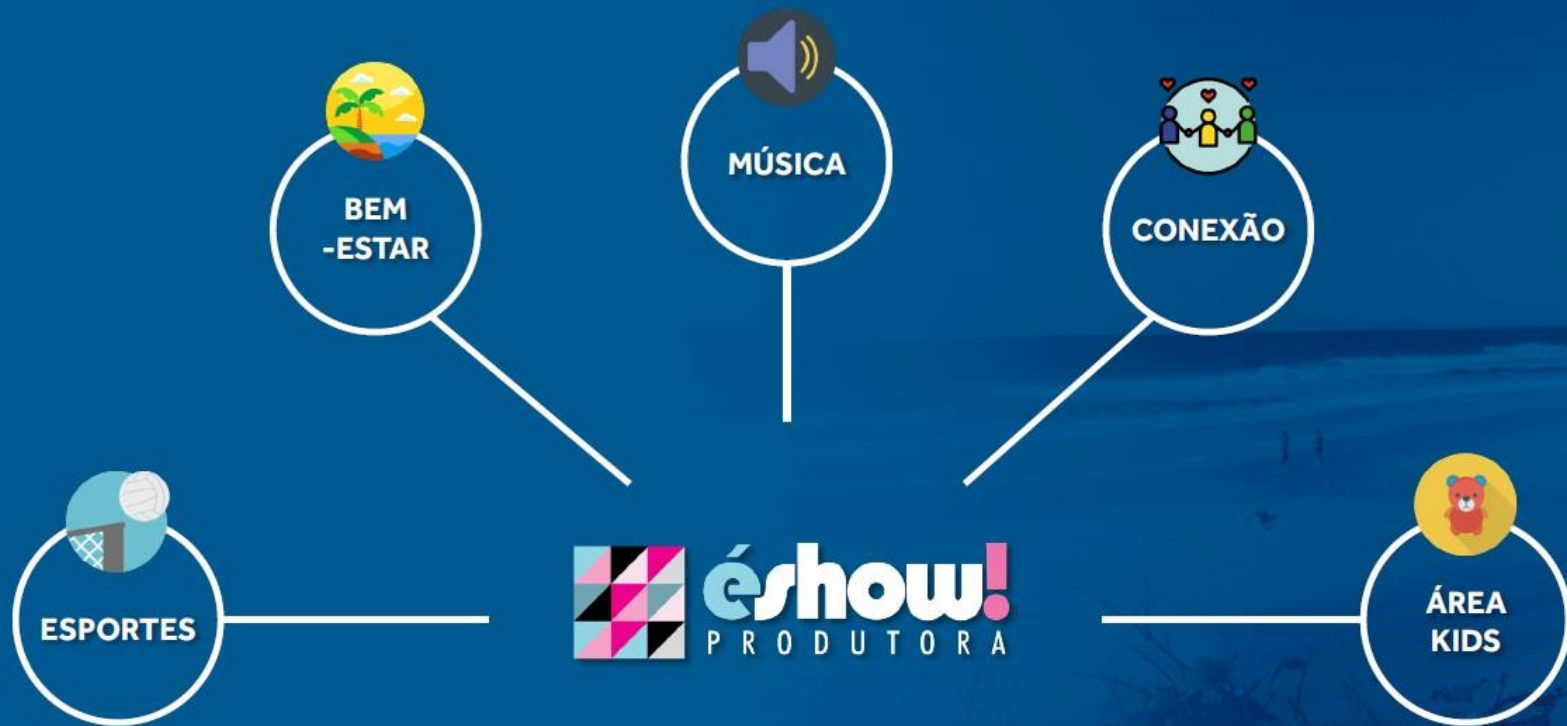 MÚSICA
BEM
-ESTAR
CONEXÃO
éshow!
PRODUTORA
ESPORTES
ÁREA
KIDS